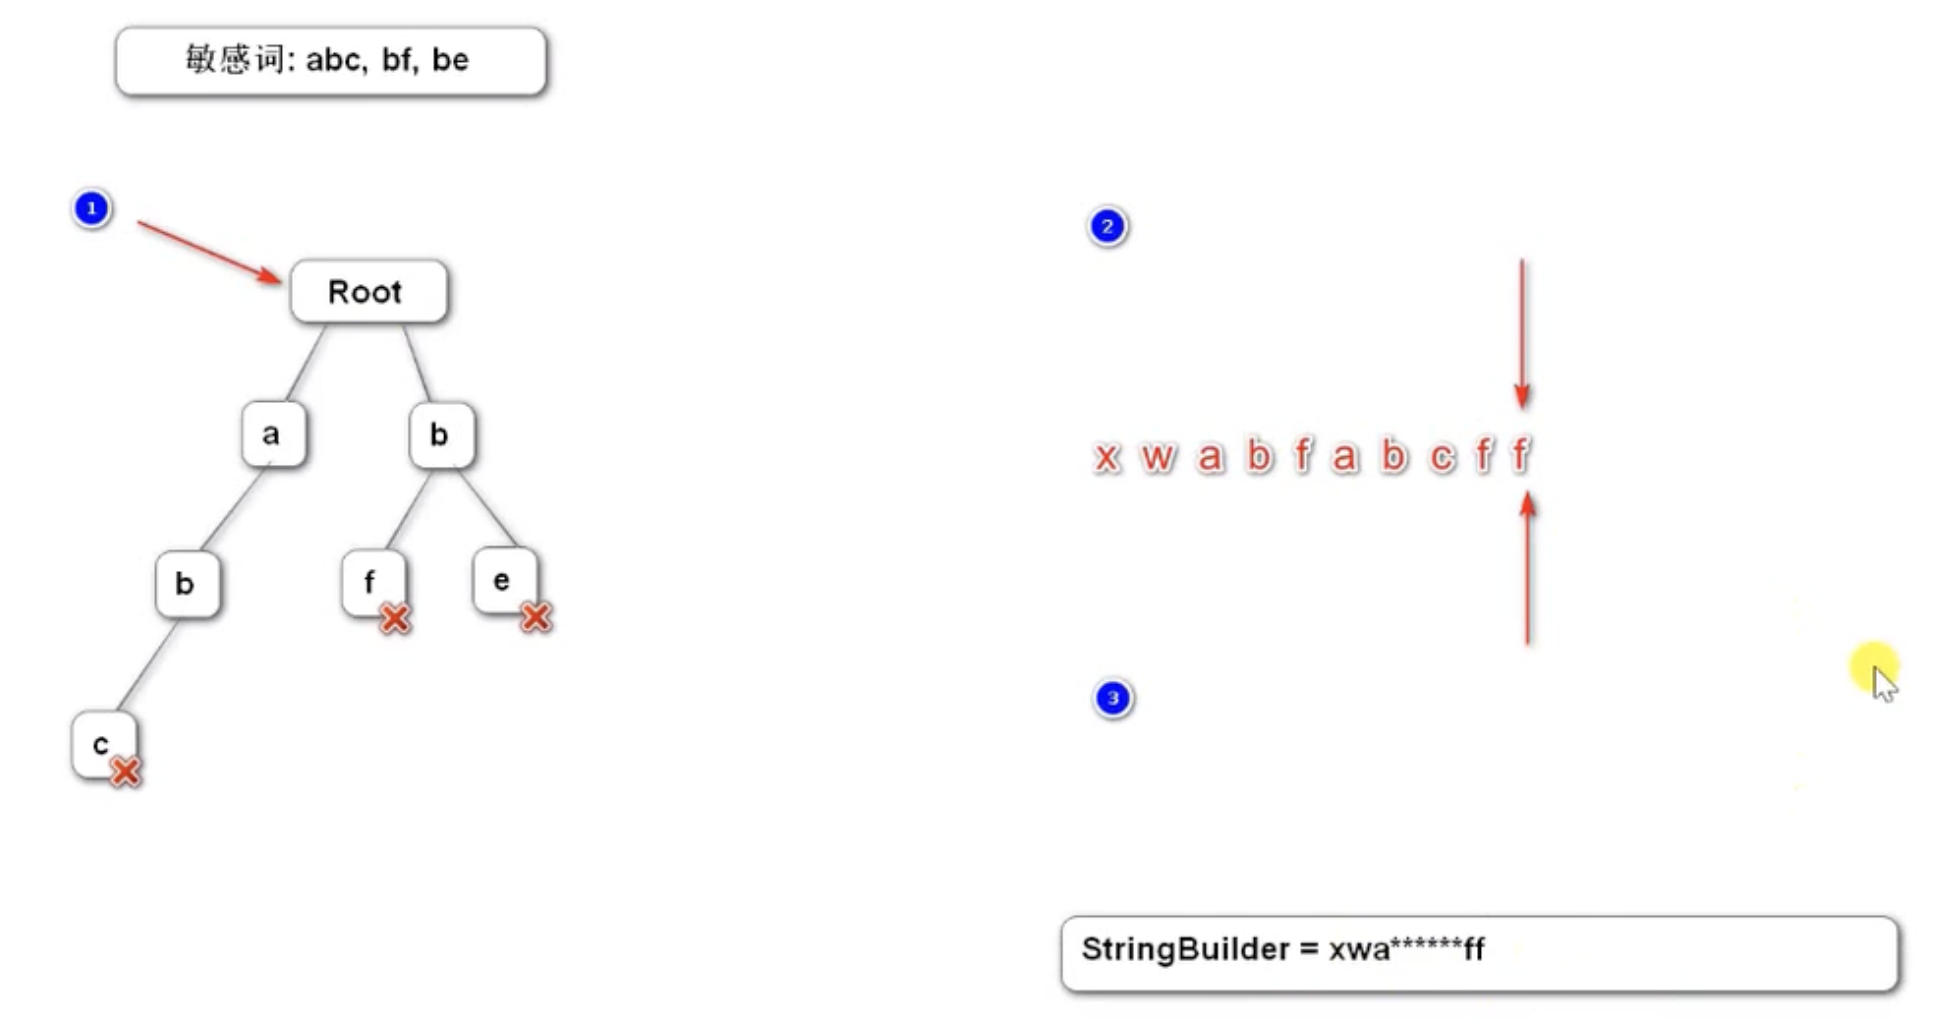 敏感词: abc, bf, be
1
Root
a b
b f e
c
2
x w a b f a b c f f
3
StringBuilder = xwa******ff